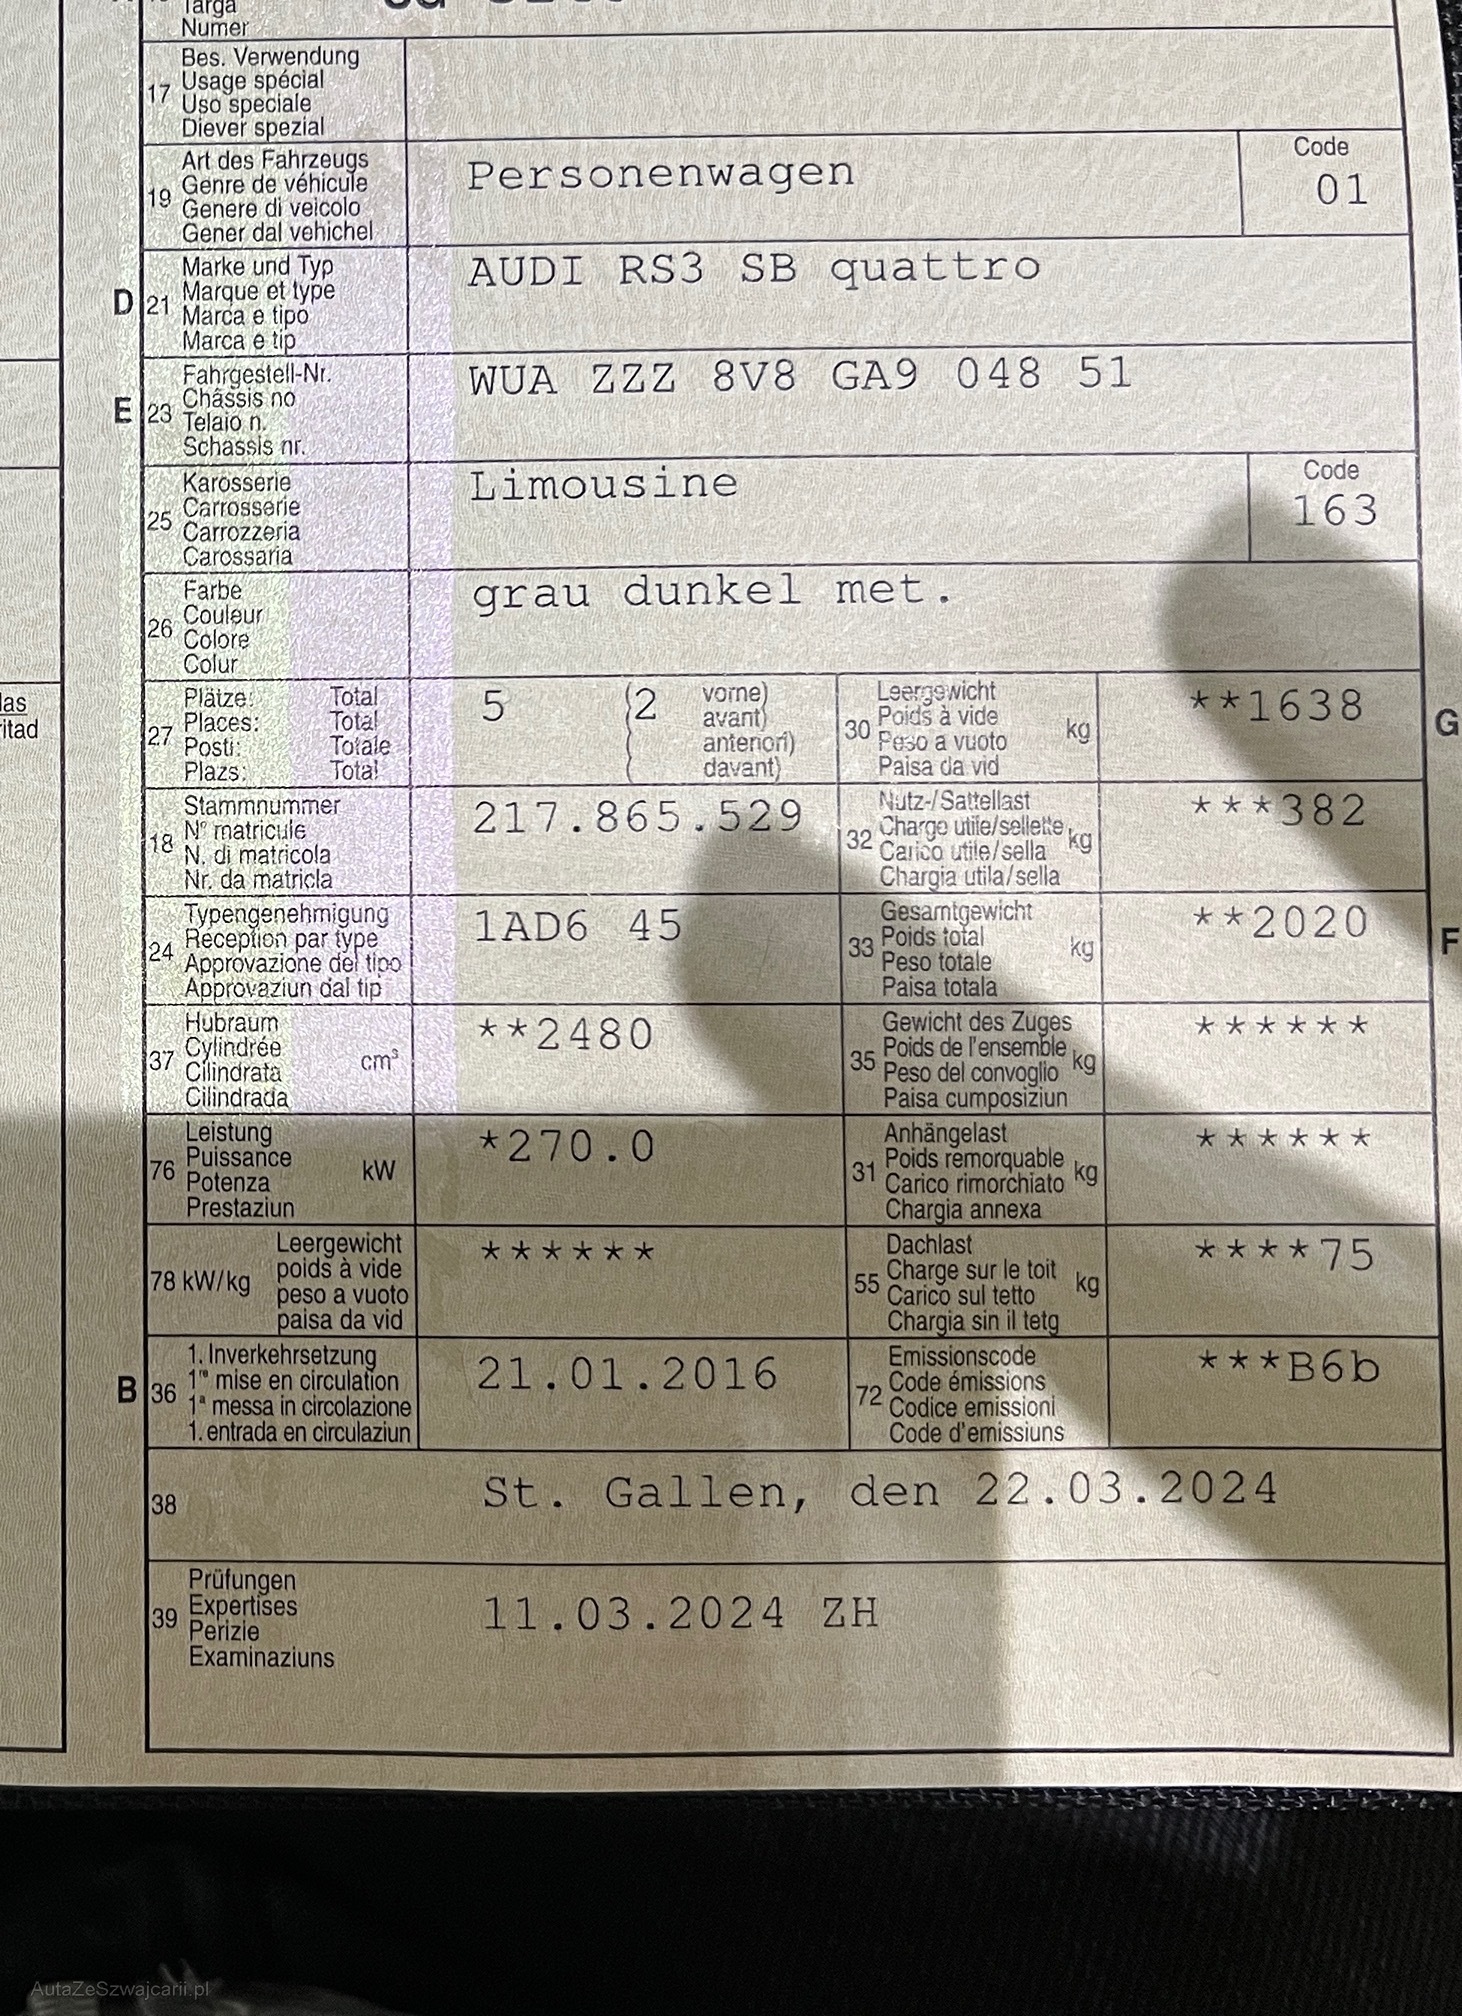 Targa
Numer
17 Bes. Verwendung
Usage spécial
Uso speciale
Diever spezial
19 Art des Fahrzeugs
Genre de véhicule
Genere di veicolo
Gener dal vehichel
Personenwagen
Code
01
D 21 Marke und Typ
Marque et type
Marca e tipo
Marca e tip
AUDI RS3 SB quattro
E 23 Fahrgestell-Nr.
Châssis no
Telaio n.
Schassis nr.
WUA ZZZ 8V8 GA9 048 51
25 Karosserie
Carrosserie
Carrozzeria
Carossaria
Limousine
Code
163
26 Farbe
Couleur
Colore
Colur
grau dunkel met.
las
ritad
27 Plätze: Total
Places: Total
Posti: Totale
Plazs: Total
5 (2 vorne)
avant)
anteriori)
( davant)
30 Leergewicht
Poids à vide
Peso a vuoto
Paisa da vid
kg
**1638
G
18 Stammnummer
N° matricule
N. di matricola
Nr. da matricla
217.865.529
32 Nutz-/Sattellast
Charge utile/sellette
Carico utile/sella
Chargia utila/sella
kg
***382
24 Typengenehmigung
Réception par type
Approvazione del tipo
Approvaziun dal tip
1AD6 45
33 Gesamtgewicht
Poids total
Peso totale
Paisa totala
kg
**2020
F
37 Hubraum
Cylindrée
Cilindrata
Cilindrada
cm³
**2480
35 Gewicht des Zuges
Poids de l'ensemble
Peso del convoglio
Paisa cumposiziun
kg
******
76 Leistung
Puissance
Potenza
Prestaziun
kW
*270.0
31 Anhängelast
Poids remorquable
Carico rimorchiato
Chargia annexa
kg
******
78 kW/kg
Leergewicht
poids à vide
peso a vuoto
paisa da vid
******
55 Dachlast
Charge sur le toit
Carico sul tetto
Chargia sin il tetg
kg
****75
B 36 1. Inverkehrsetzung
1re mise en circulation
1a messa in circolazione
1. entrada en circulaziun
21.01.2016
72 Emissionscode
Code émissions
Codice emissioni
Code d'emissiuns
***B6b
38 St. Gallen, den 22.03.2024
39 Prüfungen
Expertises
Perizie
Examinaziuns
11.03.2024 ZH
AutaZeSzwajcarii.pl